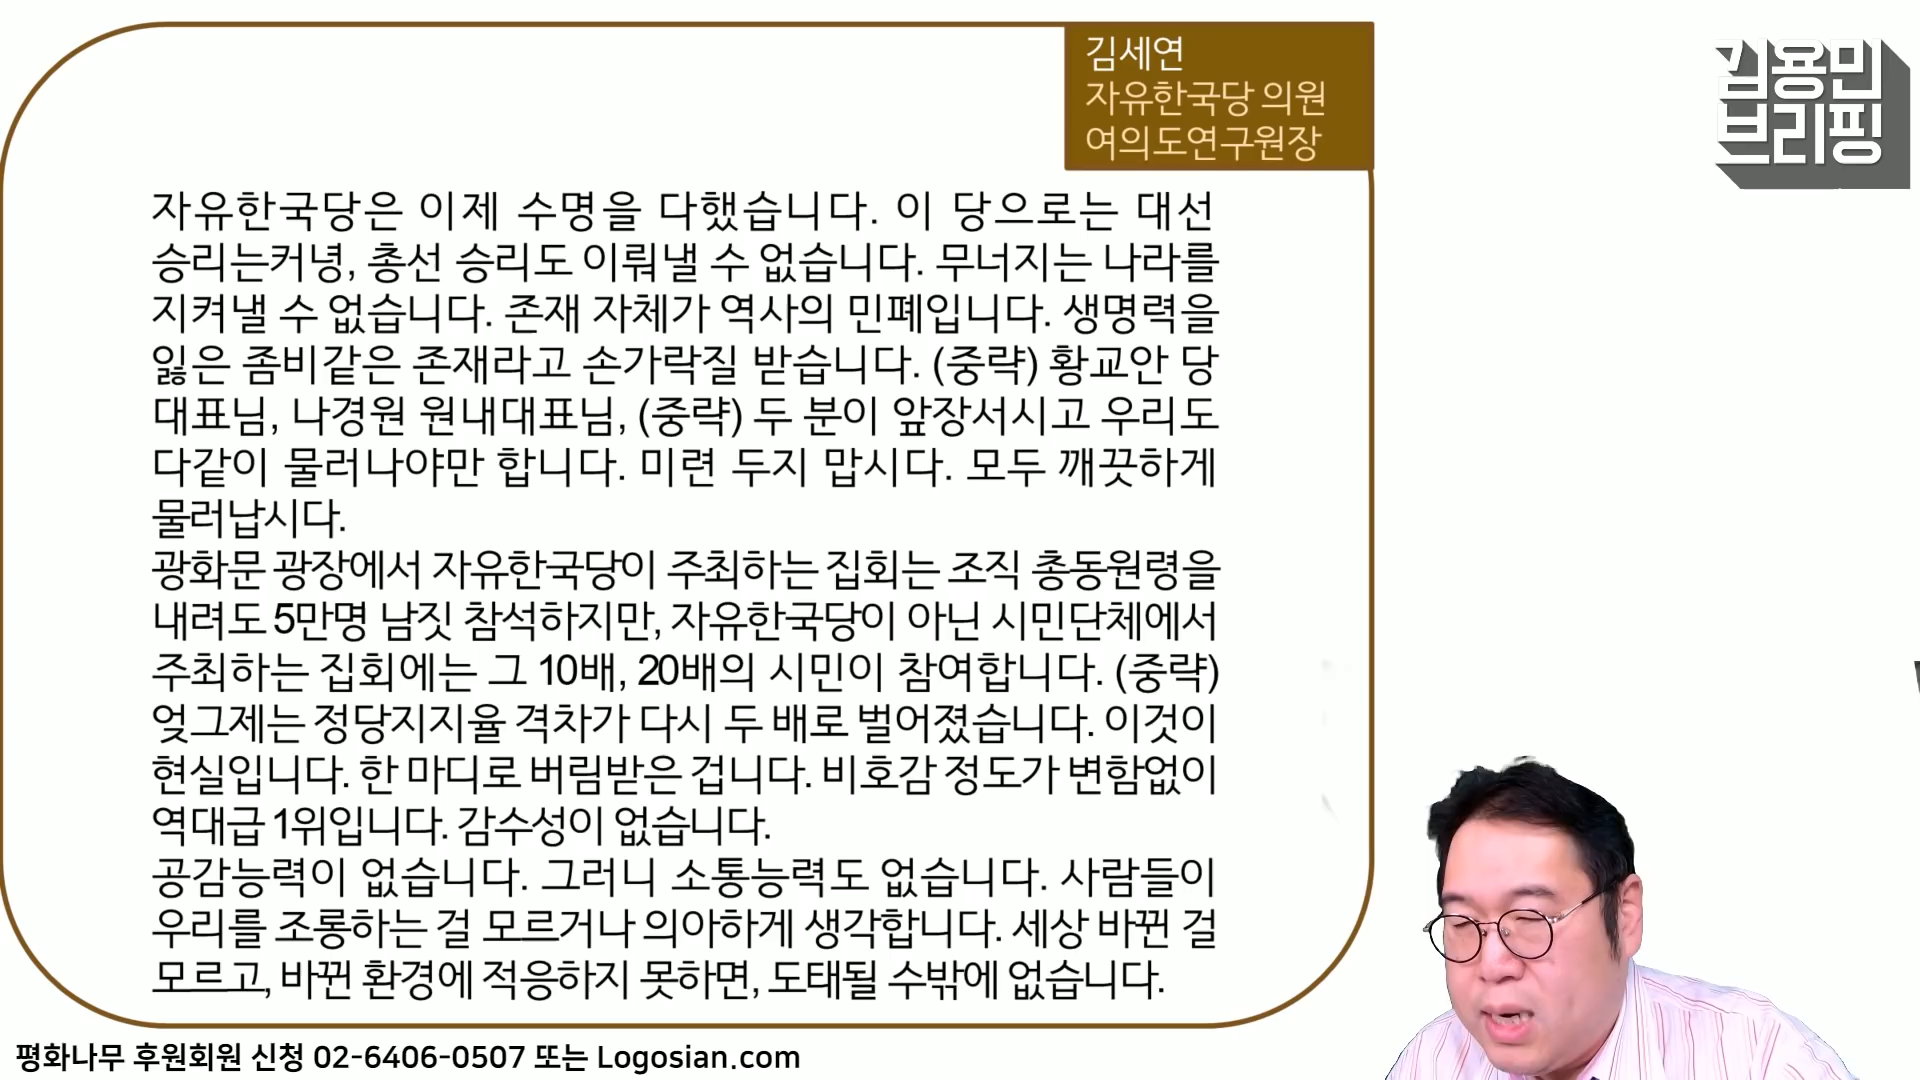 김세연
자유한국당 의원
여의도연구원장
김용민
브리핑
자유한국당은 이제 수명을 다했습니다. 이 당으로는 대선
승리는커녕, 총선 승리도 이뤄낼 수 없습니다. 무너지는 나라를
지켜낼 수 없습니다. 존재 자체가 역사의 민폐입니다. 생명력을
잃은 좀비같은 존재라고 손가락질 받습니다. (중략) 황교안 당
대표님, 나경원 원내대표님, (중략) 두 분이 앞장서시고 우리도
다같이 물러나야만 합니다. 미련 두지 맙시다. 모두 깨끗하게
물러납시다.
광화문 광장에서 자유한국당이 주최하는 집회는 조직 총동원령을
내려도 5만명 남짓 참석하지만, 자유한국당이 아닌 시민단체에서
주최하는 집회에는 그 10배, 20배의 시민이 참여합니다. (중략)
엊그제는 정당지지율 격차가 다시 두 배로 벌어졌습니다. 이것이
현실입니다. 한 마디로 버림받은 겁니다. 비호감 정도가 변함없이
역대급 1위입니다. 감수성이 없습니다.
공감능력이 없습니다. 그러니 소통능력도 없습니다. 사람들이
우리를 조롱하는 걸 모르거나 의아하게 생각합니다. 세상 바뀐 걸
모르고, 바뀐 환경에 적응하지 못하면, 도태될 수밖에 없습니다.
평화나무 후원회원 신청 02-6406-0507 또는 Logosian.com